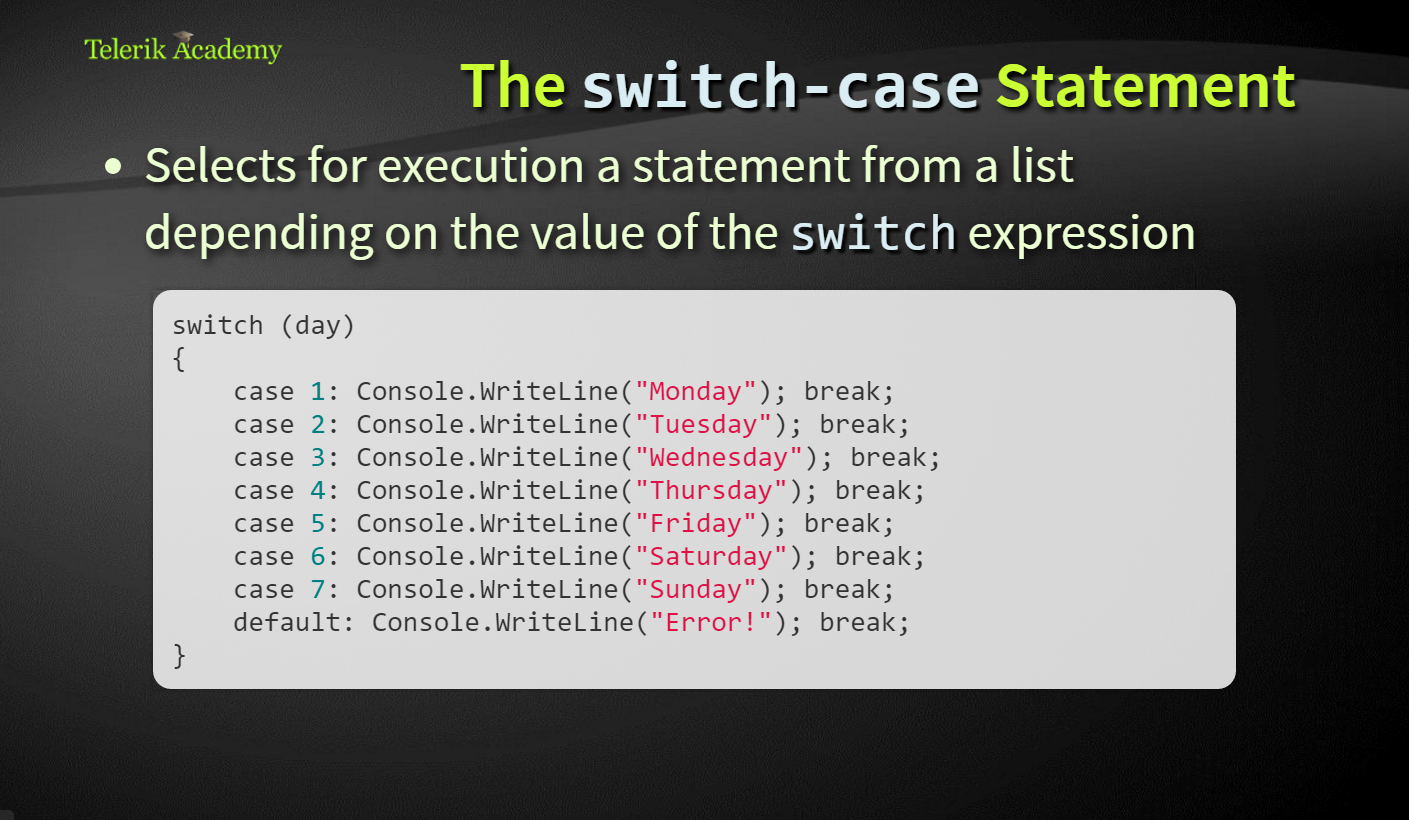 Telerik Academy
The switch-case Statement
• Selects for execution a statement from a list
depending on the value of the switch expression
switch (day)
{
    case 1: Console.WriteLine("Monday"); break;
    case 2: Console.WriteLine("Tuesday"); break;
    case 3: Console.WriteLine("Wednesday"); break;
    case 4: Console.WriteLine("Thursday"); break;
    case 5: Console.WriteLine("Friday"); break;
    case 6: Console.WriteLine("Saturday"); break;
    case 7: Console.WriteLine("Sunday"); break;
    default: Console.WriteLine("Error!"); break;
}